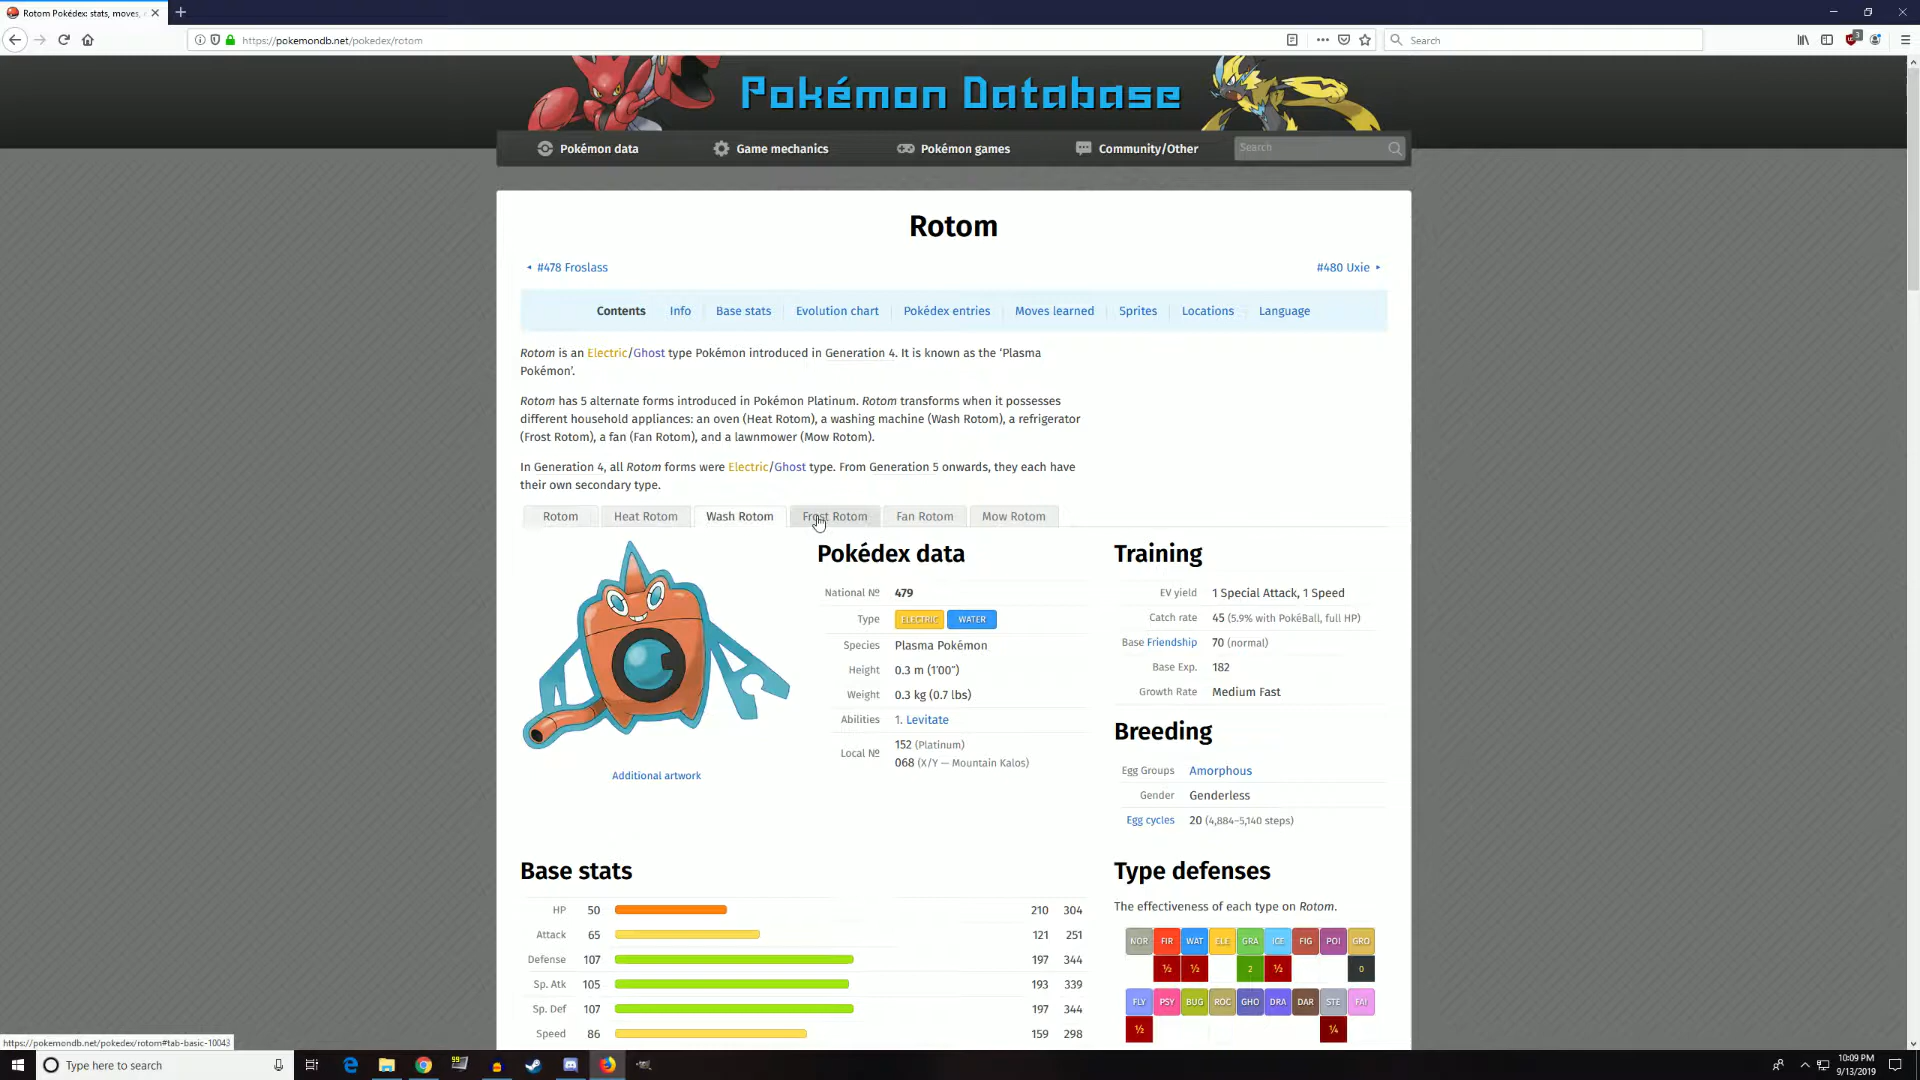 Rotom Pokédex: stats, moves,
https://pokemondb.net/pokedex/rotom
Search
3
Pokémon Database
Pokémon data
Game mechanics
Pokémon games
Community/Other
Search
Rotom
#478 Froslass
#480 Uxie
Contents Info Base stats Evolution chart Pokédex entries Moves learned Sprites Locations Language
Rotom is an Electric/Ghost type Pokémon introduced in Generation 4. It is known as the 'Plasma
Pokémon'.
Rotom has 5 alternate forms introduced in Pokémon Platinum. Rotom transforms when it possesses
different household appliances: an oven (Heat Rotom), a washing machine (Wash Rotom), a refrigerator
(Frost Rotom), a fan (Fan Rotom), and a lawnmower (Mow Rotom).
In Generation 4, all Rotom forms were Electric/Ghost type. From Generation 5 onwards, they each have
their own secondary type.
Rotom Heat Rotom Wash Rotom Frost Rotom Fan Rotom Mow Rotom
Additional artwork
Pokédex data
National № 479
Type ELECTRIC WATER
Species Plasma Pokémon
Height 0.3 m (1'00")
Weight 0.3 kg (0.7 lbs)
Abilities 1. Levitate
Local № 152 (Platinum)
068 (X/Y — Mountain Kalos)
Training
EV yield 1 Special Attack, 1 Speed
Catch rate 45 (5.9% with PokéBall, full HP)
Base Friendship 70 (normal)
Base Exp. 182
Growth Rate Medium Fast
Breeding
Egg Groups Amorphous
Gender Genderless
Egg cycles 20 (4,884–5,140 steps)
Base stats
HP 50 210 304
Attack 65 121 251
Defense 107 197 344
Sp. Atk 105 193 339
Sp. Def 107 197 344
Speed 86 159 298
Type defenses
The effectiveness of each type on Rotom.
NOR FIR WAT ELE GRA ICE FIG POI GRO
½ ½ 2 ½ 0
FLY PSY BUG ROC GHO DRA DAR STE FAI
½ ¼
https://pokemondb.net/pokedex/rotom#tab-basic-10043
Type here to search
10:09 PM
9/13/2019